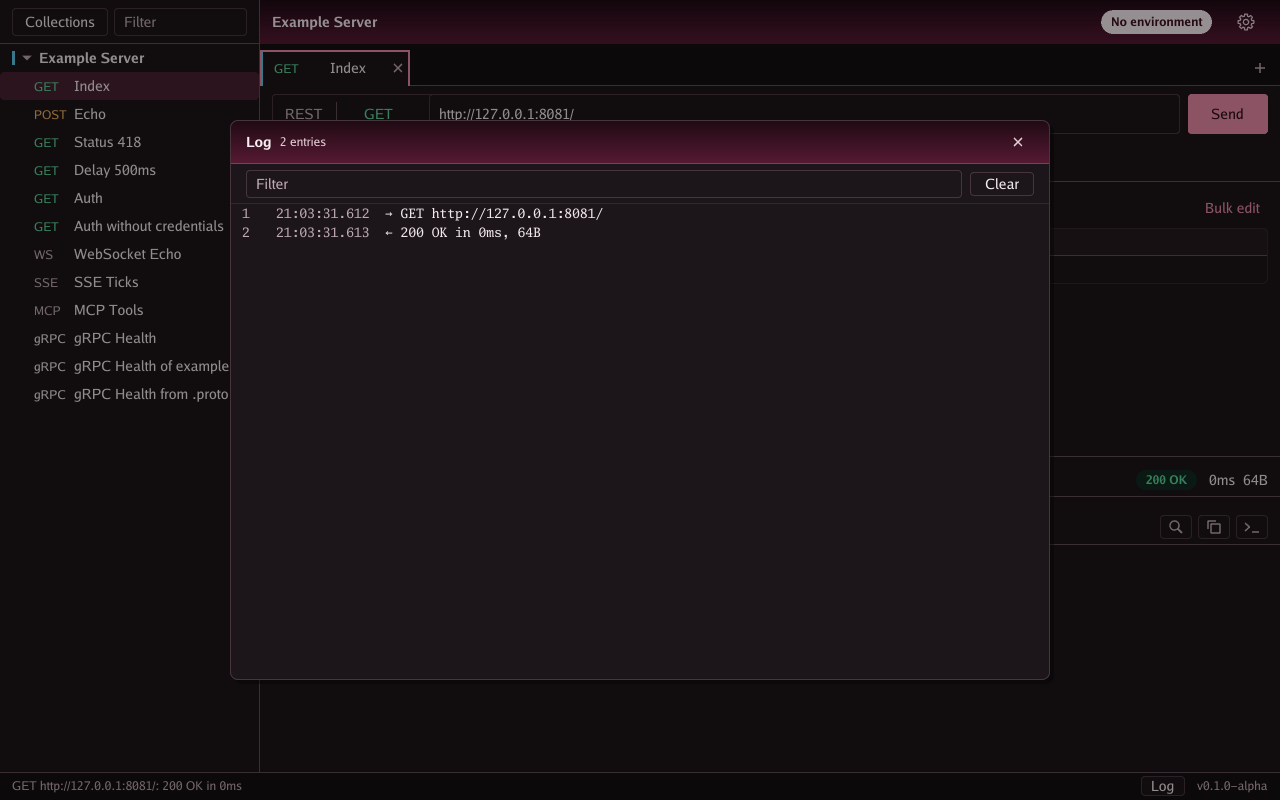 Collections
Filter
Example Server
No environment
Example Server
GET Index
POST Echo
GET Status 418
GET Delay 500ms
GET Auth
GET Auth without credentials
WS WebSocket Echo
SSE SSE Ticks
MCP MCP Tools
gRPC gRPC Health
gRPC gRPC Health of example
gRPC gRPC Health from .proto
GET Index
REST GET http://127.0.0.1:8081/ Send
Bulk edit
Log 2 entries
Filter
Clear
1 21:03:31.612 → GET http://127.0.0.1:8081/
2 21:03:31.613 ← 200 OK in 0ms, 64B
200 OK 0ms 64B
GET http://127.0.0.1:8081/: 200 OK in 0ms
Log v0.1.0-alpha